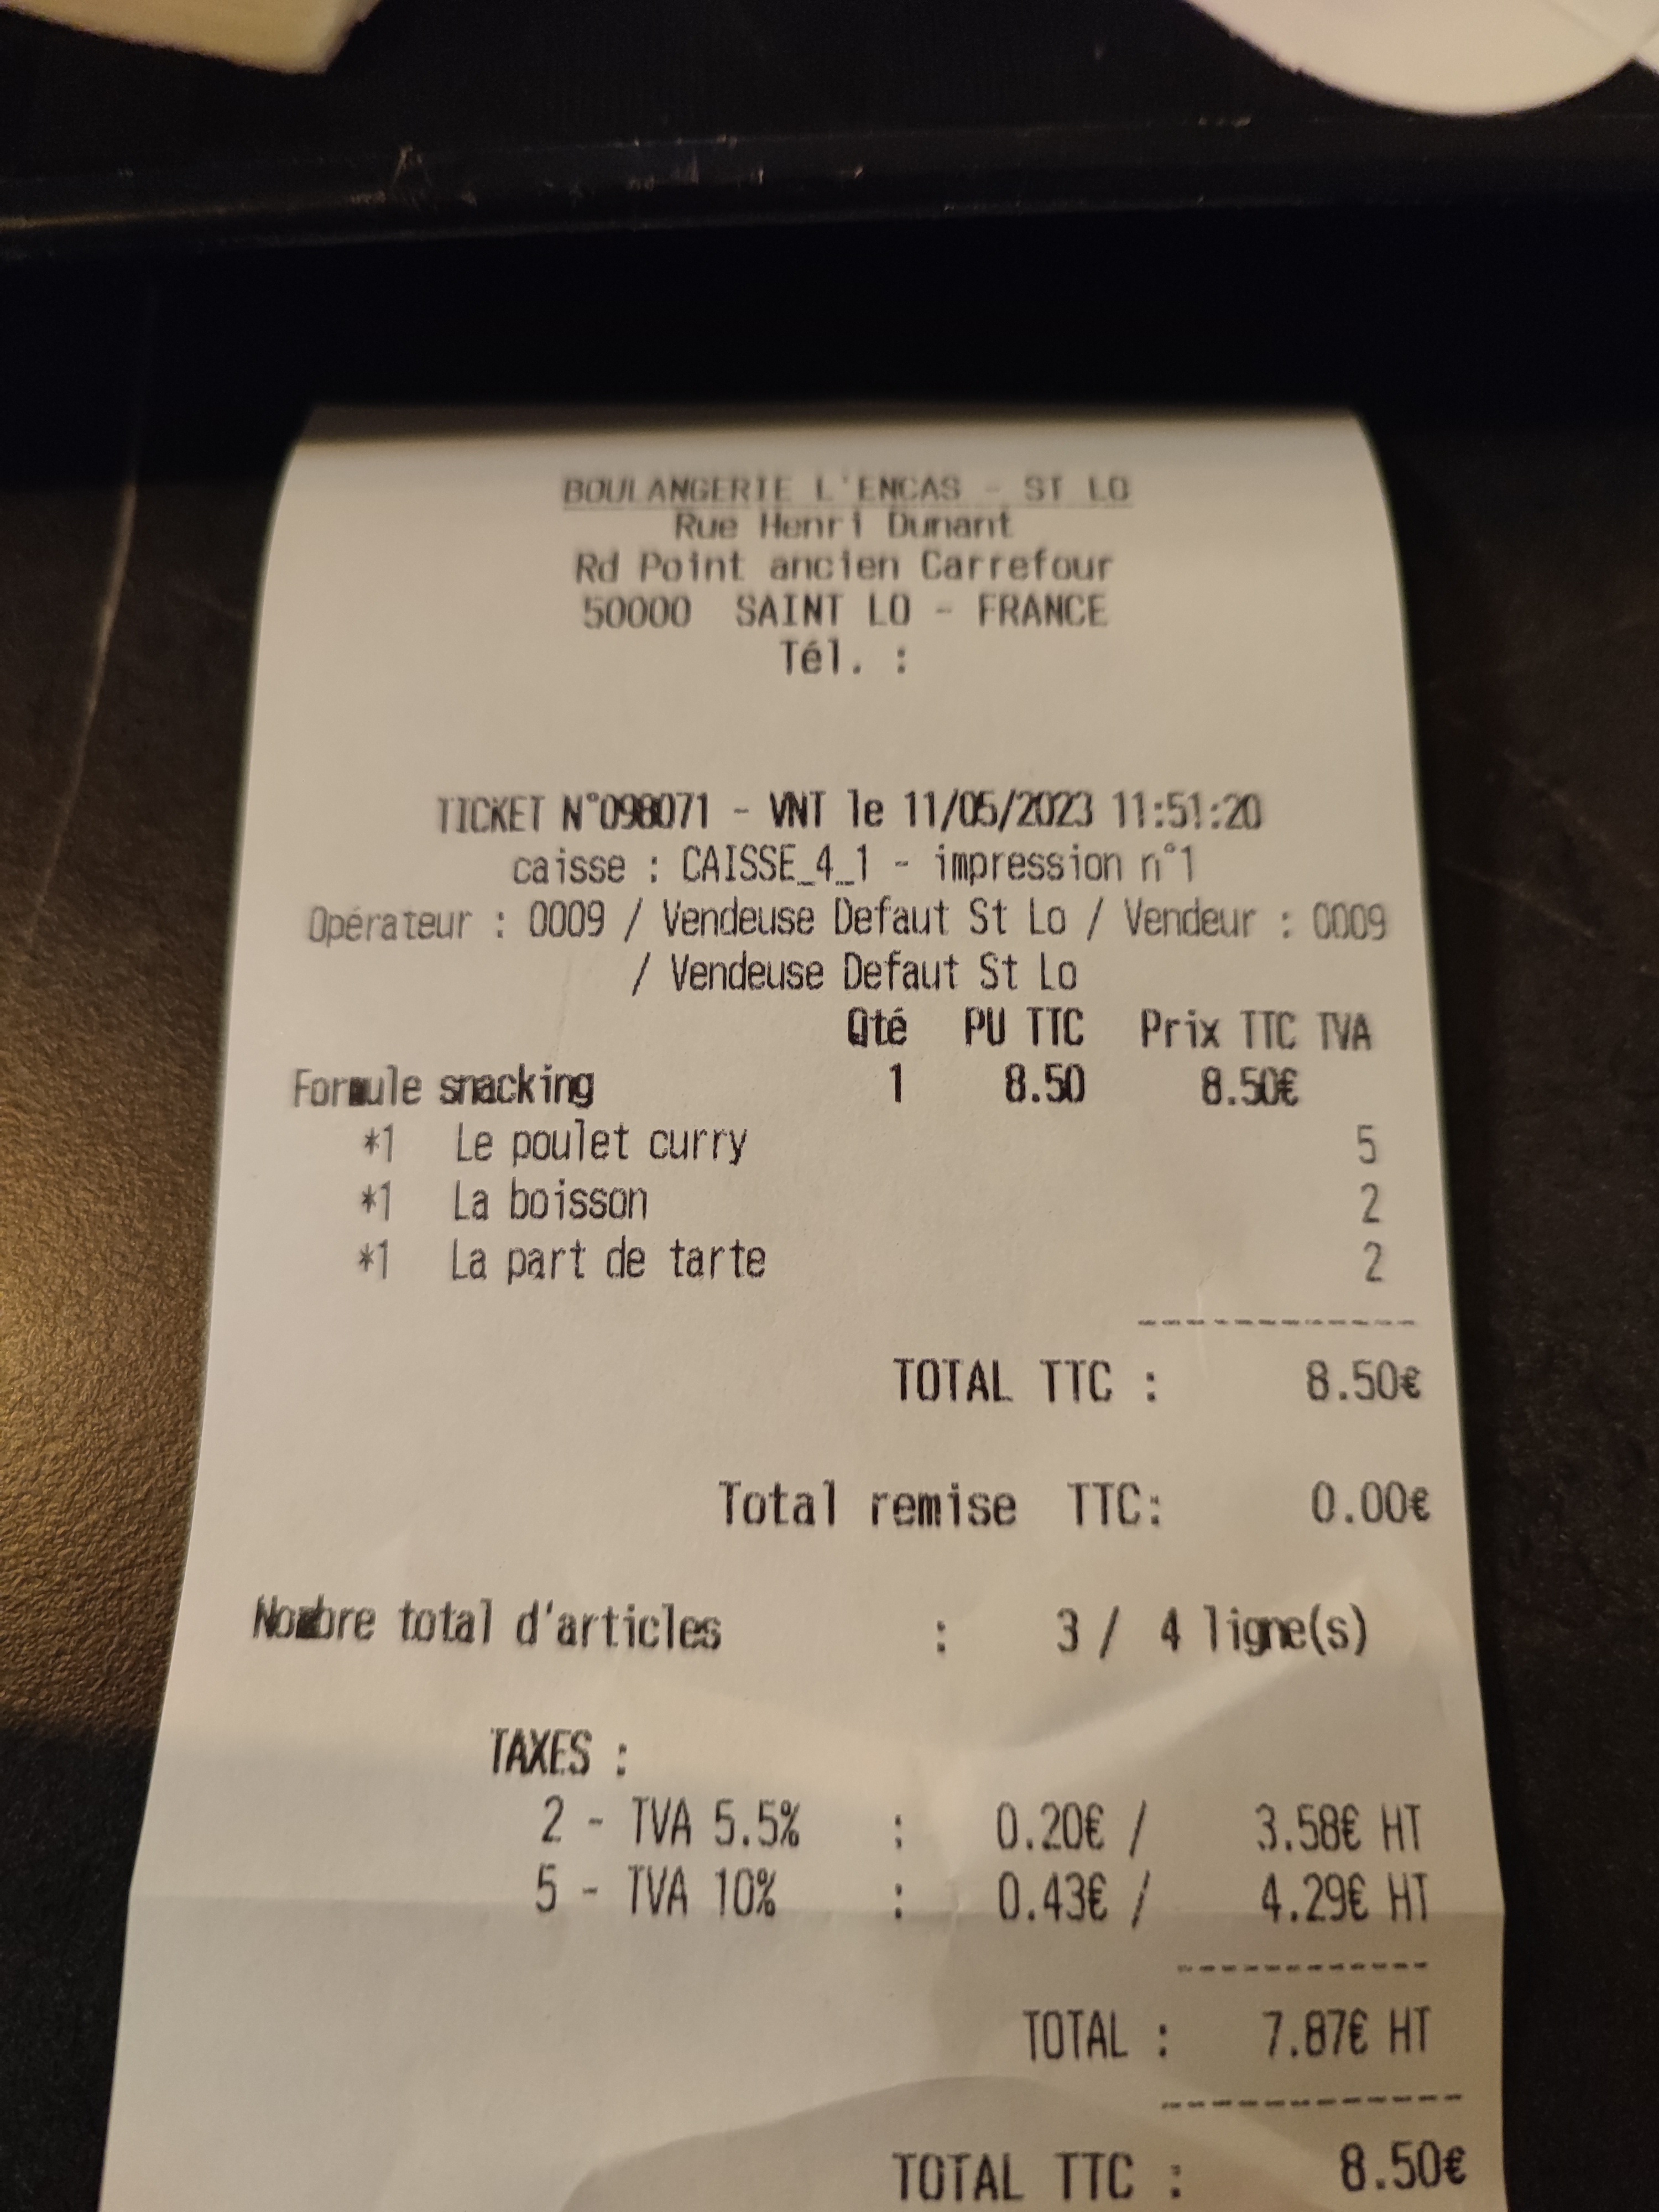 BOULANGERIE L'ENCAS - ST LO
Rue Henri Dunant
Rd Point ancien Carrefour
50000 SAINT LO - FRANCE
Tél. :
TICKET N°098071 - VNT le 11/05/2023 11:51:20
caisse : CAISSE_4_1 - impression n°1
Opérateur : 0009 / Vendeuse Defaut St Lo / Vendeur : 0009
/ Vendeuse Defaut St Lo
Qté PU TTC Prix TTC TVA
Formule snacking 1 8.50 8.50€
*1 Le poulet curry 5
*1 La boisson 2
*1 La part de tarte 2
------------
TOTAL TTC : 8.50€
Total remise TTC: 0.00€
Nombre total d'articles : 3 / 4 ligne(s)
TAXES :
2 - TVA 5.5% : 0.20€ / 3.58€ HT
5 - TVA 10% : 0.43€ / 4.29€ HT
------------
TOTAL : 7.87€ HT
------------
TOTAL TTC : 8.50€